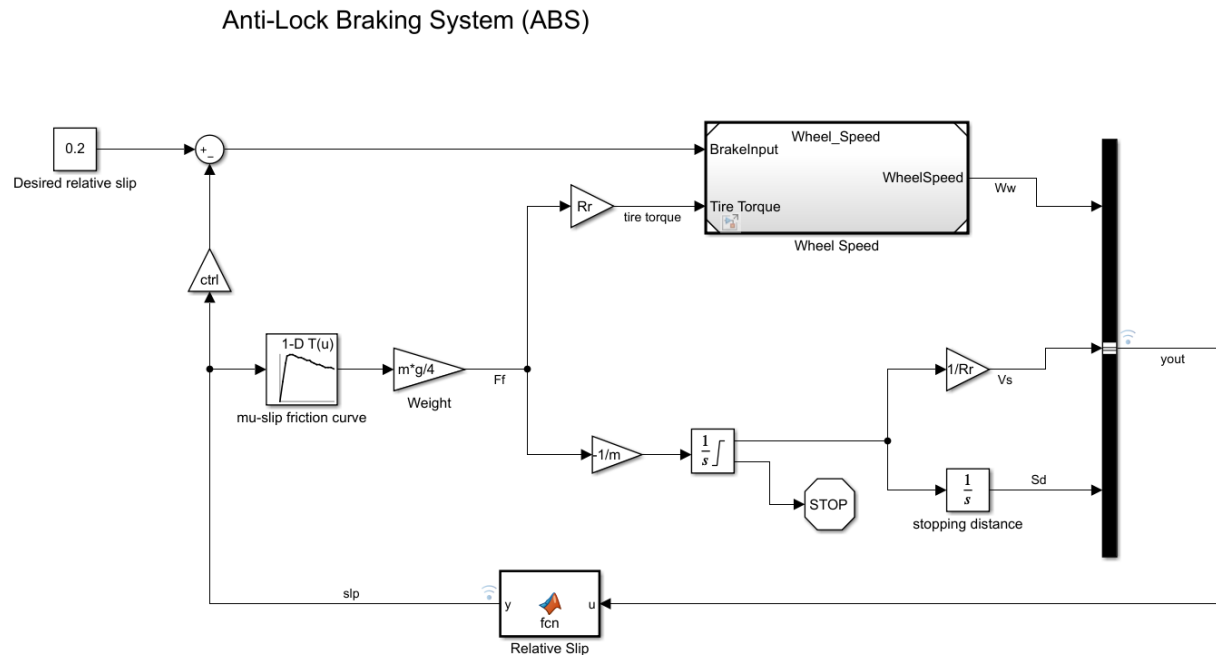 Anti-Lock Braking System (ABS)
0.2
Desired relative slip
+
−
BrakeInput
Wheel_Speed
WheelSpeed
Tire Torque
Wheel Speed
Ww
Rr
tire torque
ctrl
1-D T(u)
mu-slip friction curve
m*g/4
Weight
Ff
-1/m
1
s
STOP
1/Rr
Vs
1
s
stopping distance
Sd
yout
slp
y
fcn
u
Relative Slip